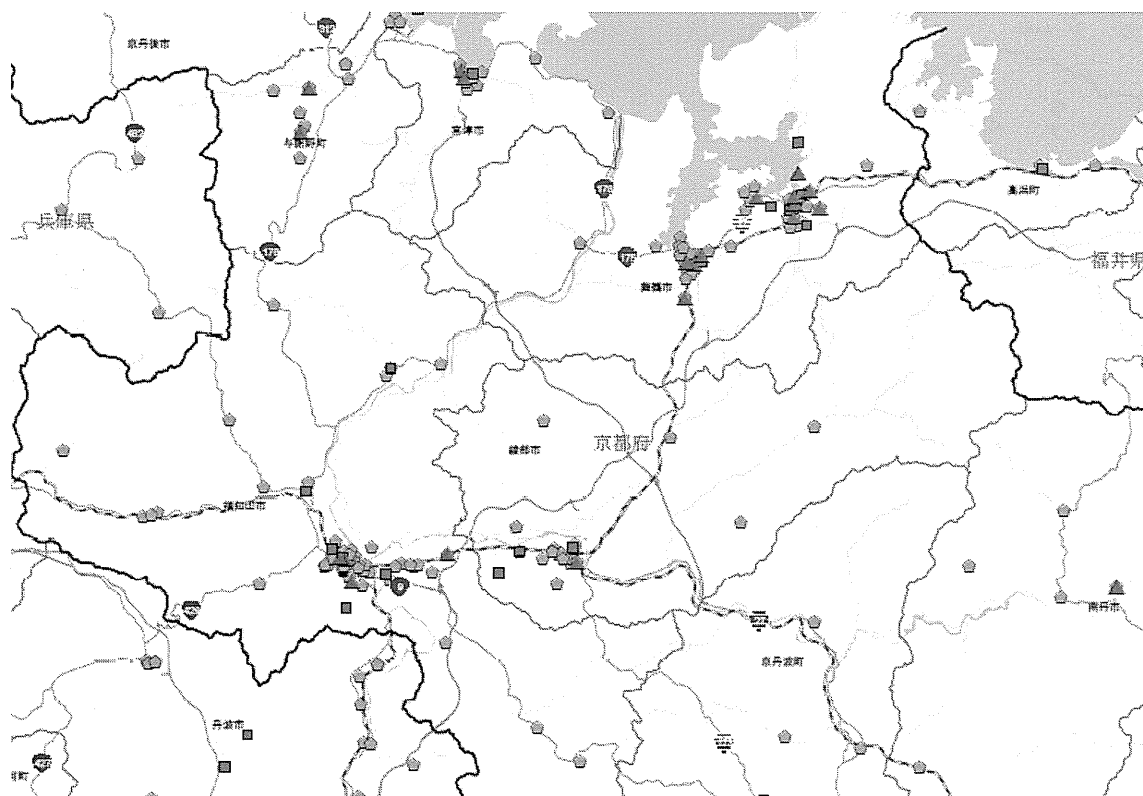 京丹後市
宮津市
与謝野町
兵庫県
高浜町
福井県
舞鶴市
京都府
綾部市
福知山市
南丹市
京丹波町
丹波市